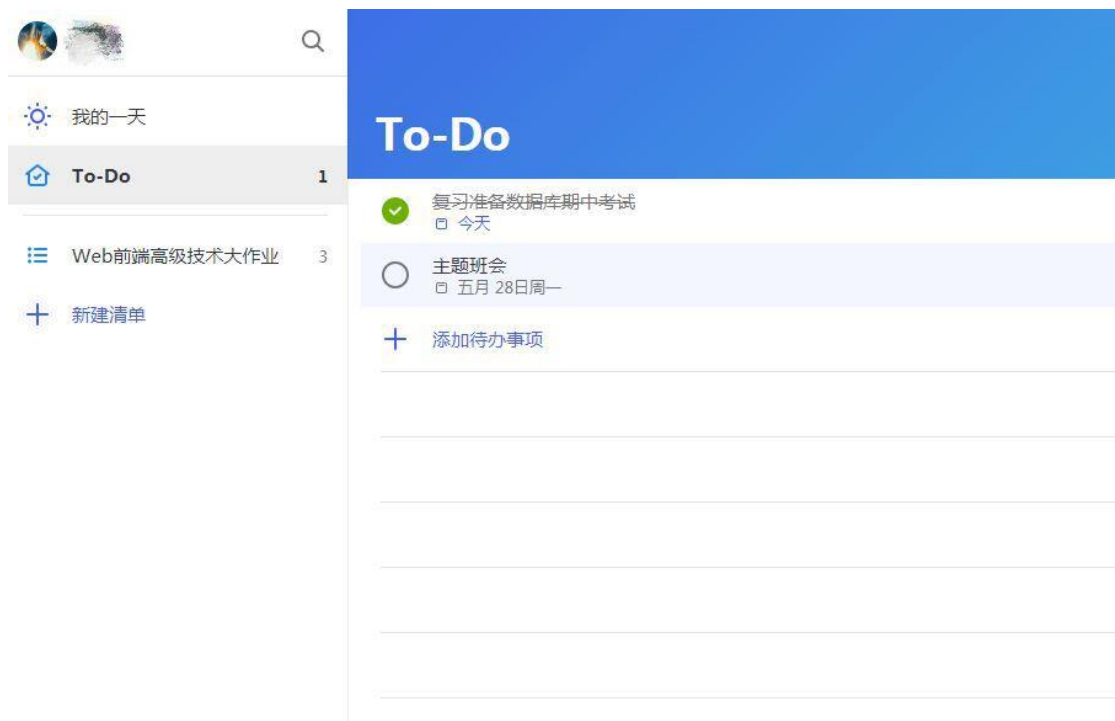 我的一天
To-Do 1
Web前端高级技术大作业 3
新建清单
To-Do
复习准备数据库期中考试
今天
主题班会
五月 28日周一
添加待办事项